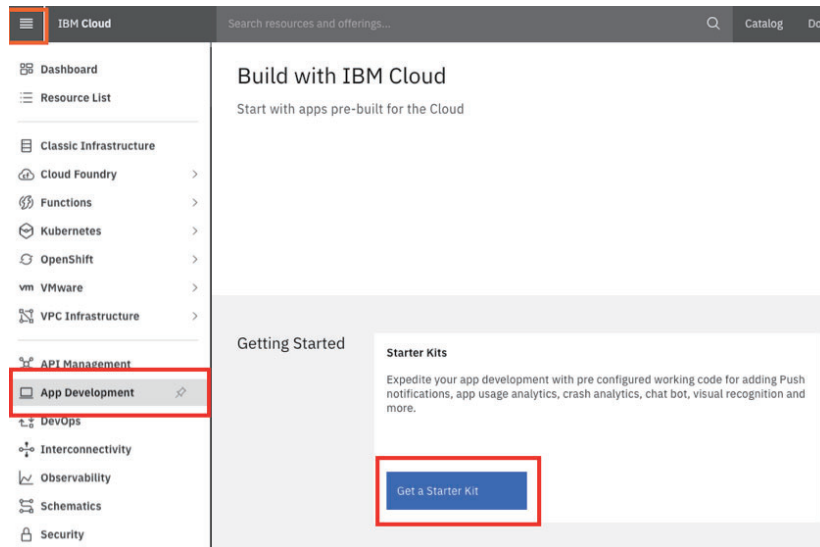 IBM Cloud
Search resources and offerings...
Catalog
Dashboard
Resource List
Classic Infrastructure
Cloud Foundry
Functions
Kubernetes
OpenShift
vm VMware
VPC Infrastructure
API Management
App Development
DevOps
Interconnectivity
Observability
Schematics
Security
Build with IBM Cloud
Start with apps pre-built for the Cloud
Getting Started
Starter Kits
Expedite your app development with pre configured working code for adding Push
notifications, app usage analytics, crash analytics, chat bot, visual recognition and
more.
Get a Starter Kit